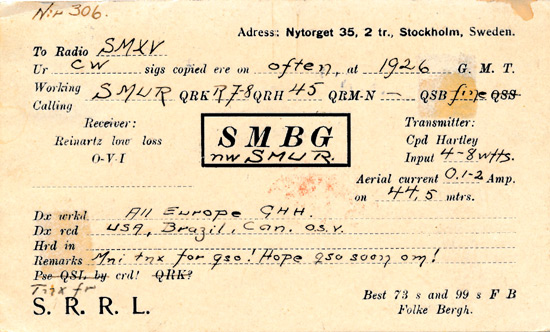 N:r 306.
Adress: Nytorget 35, 2 tr., Stockholm, Sweden.
To Radio SMXV
Ur CW sigs copied ere on often, at 1926 G. M. T.
Working SMUR QRK R7-8 QRH 45 QRM-N — QSB fine QSS
Calling
Receiver:
Reinartz low loss
O-V-I
SMBG
nw SMUR.
Transmitter:
Cpd Hartley
Input 4-8 wtts.
Aerial current 0.1-2 Amp.
on 44,5 mtrs.
Dx wrkd All Europe GHH.
Dx rcd USA, Brazil, Can. o.s.v.
Hrd in
Remarks Mni tnx for qso! Hope qso soon om!
Pse QSL by crd! QRK?
Tnx fr
S. R. R. L.
Best 73 s and 99 s F B
Folke Bergh.